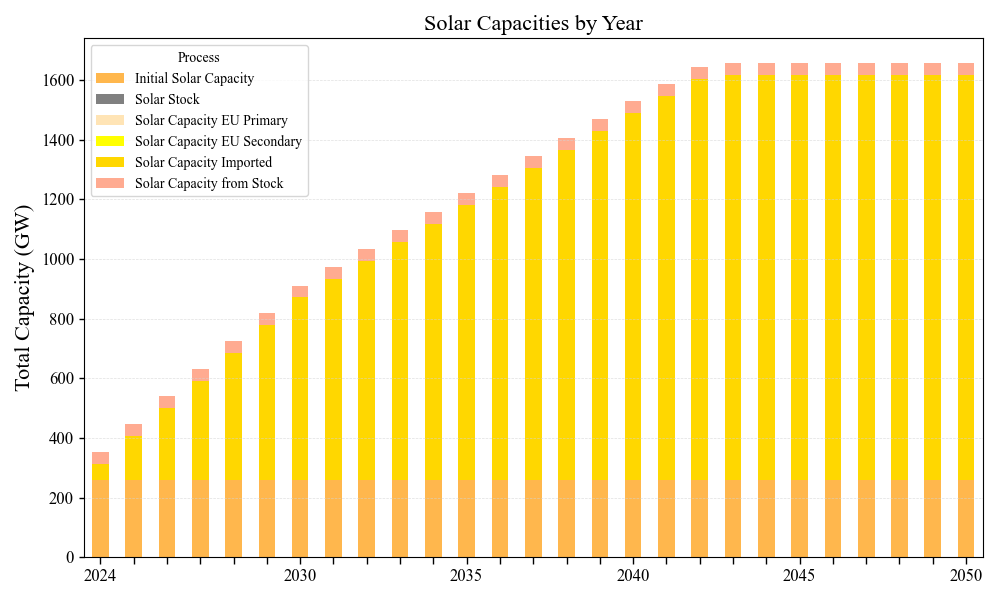 Solar Capacities by Year
Process
Initial Solar Capacity
Solar Stock
Solar Capacity EU Primary
Solar Capacity EU Secondary
Solar Capacity Imported
Solar Capacity from Stock
Total Capacity (GW)
1600
1400
1200
1000
800
600
400
200
0
2024 2030 2035 2040 2045 2050